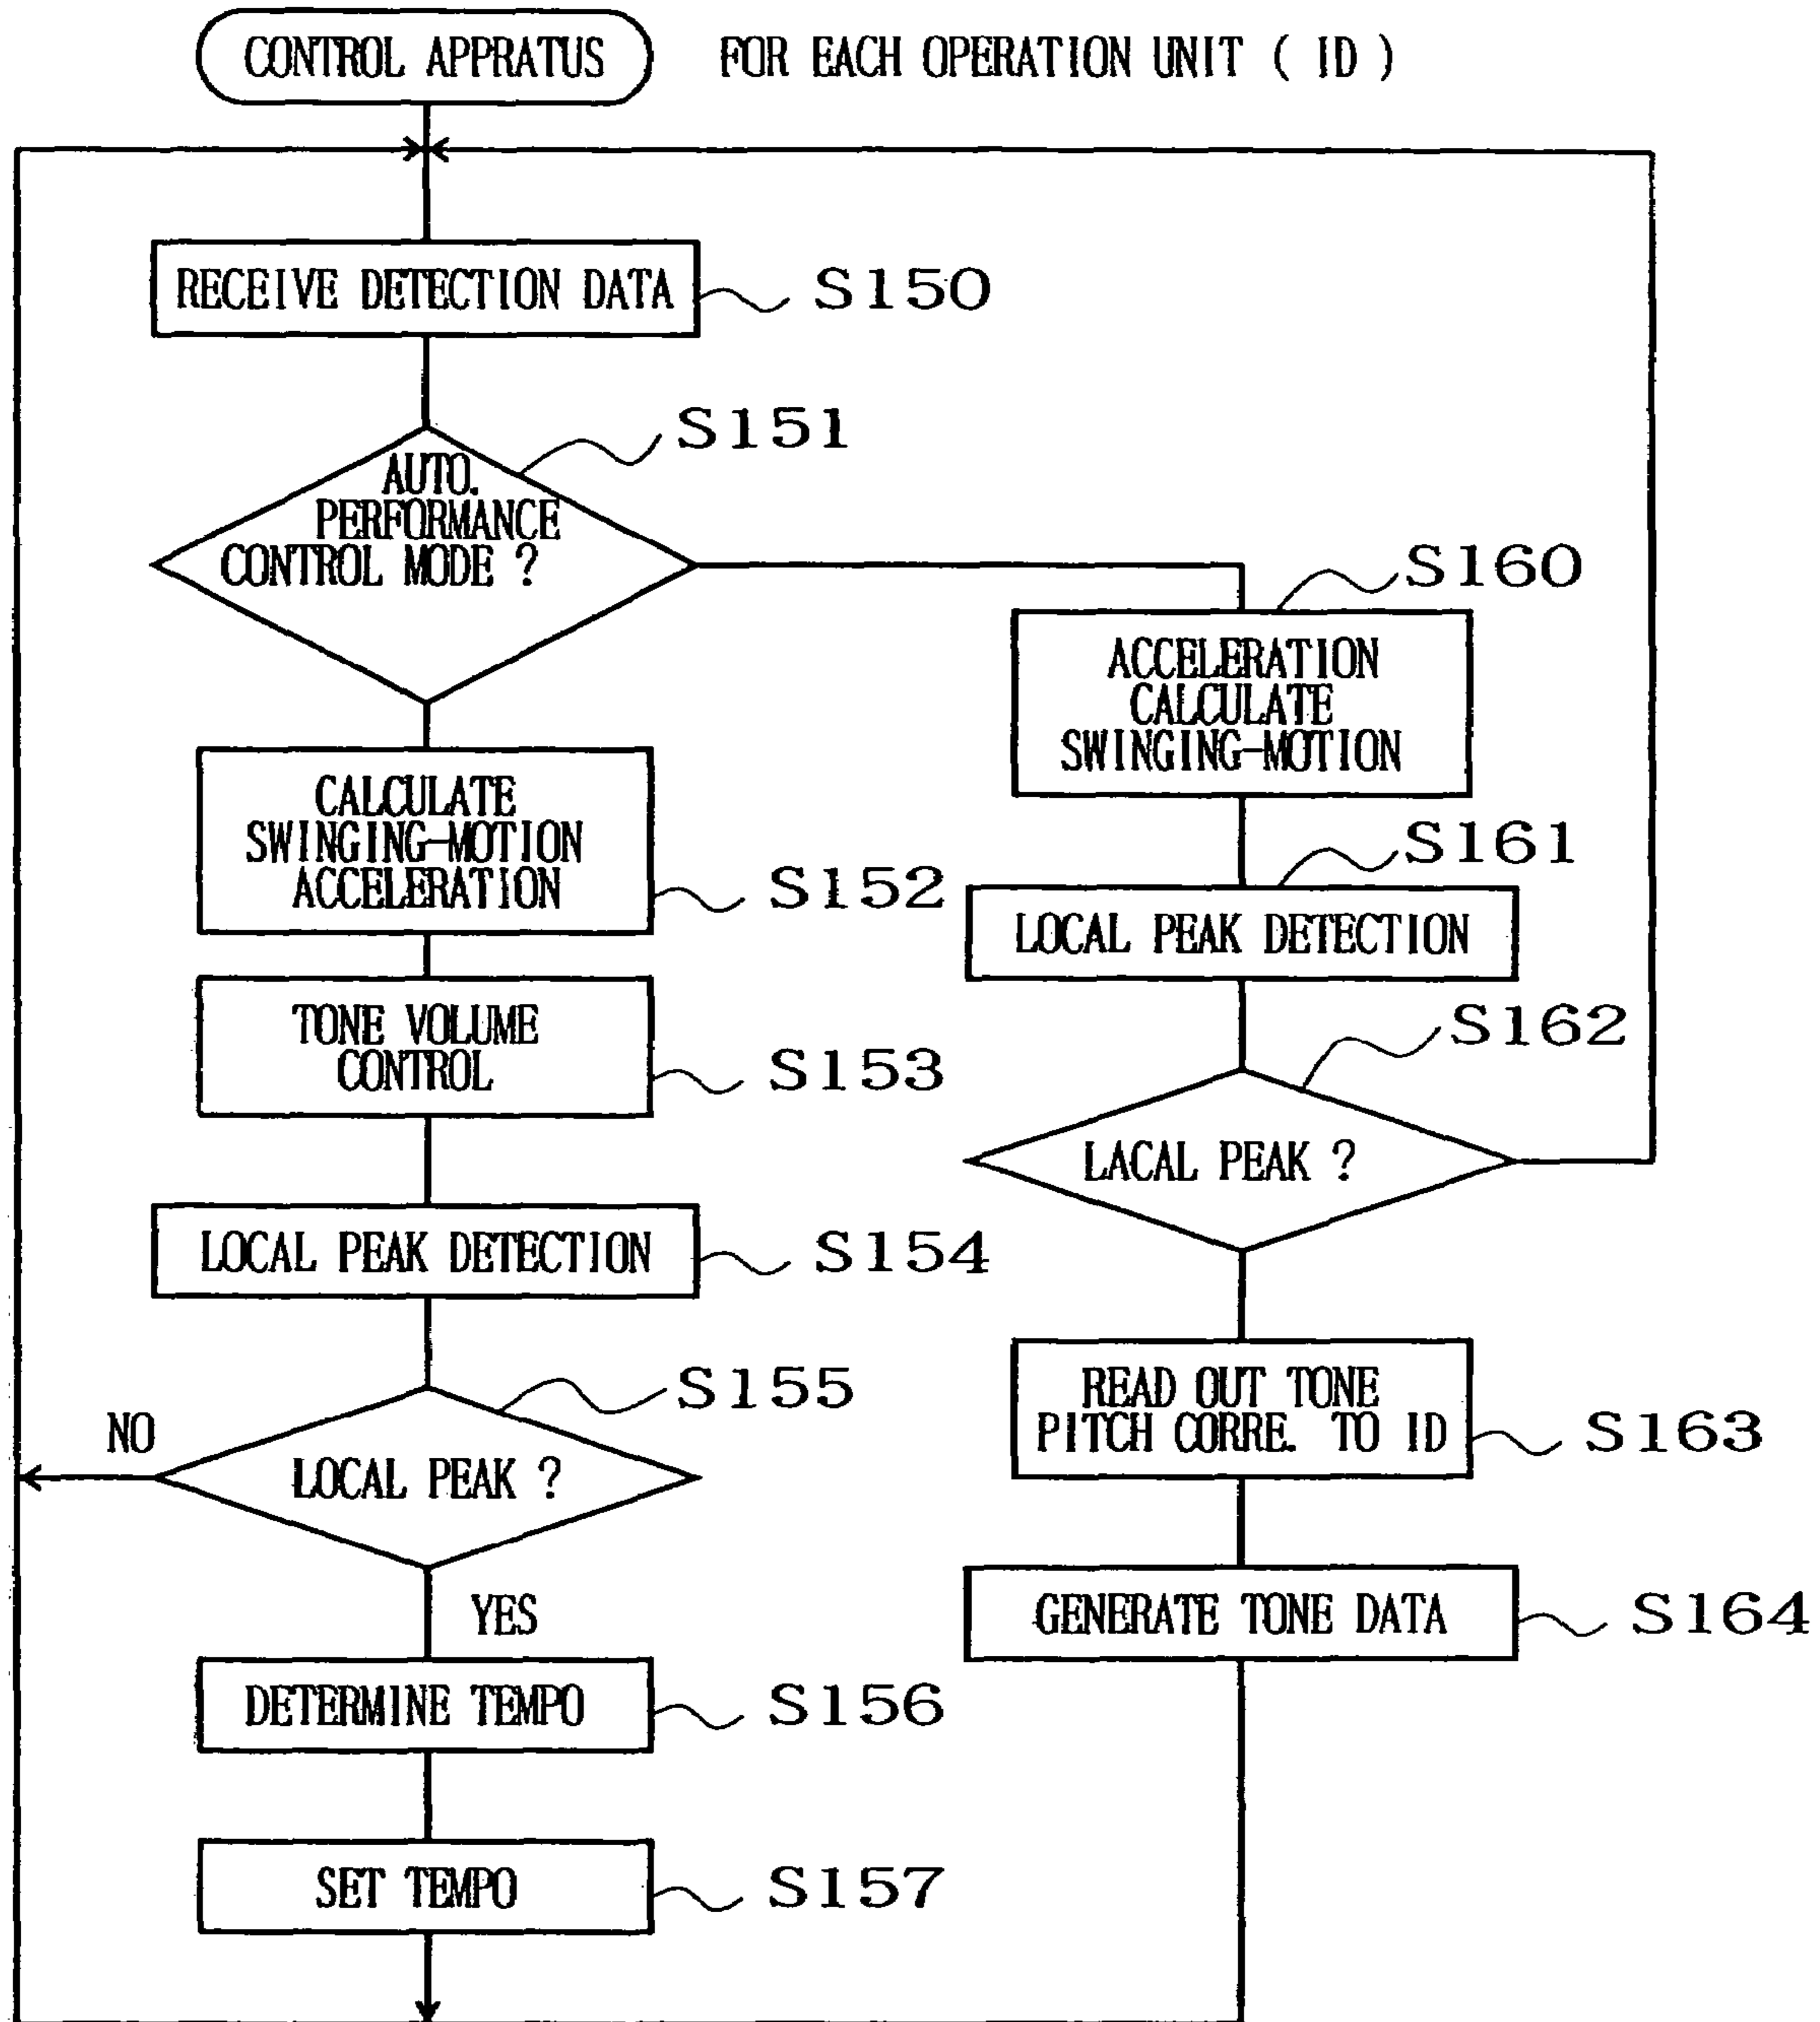 CONTROL APPRATUS FOR EACH OPERATION UNIT ( ID )
RECEIVE DETECTION DATA
S150
S151
AUTO.
PERFORMANCE
CONTROL MODE ?
CALCULATE
SWINGING-MOTION
ACCELERATION
S152
TONE VOLUME
CONTROL
S153
LOCAL PEAK DETECTION
S154
S155
NO
LOCAL PEAK ?
YES
DETERMINE TEMPO
S156
SET TEMPO
S157
S160
ACCELERATION
CALCULATE
SWINGING-MOTION
S161
LOCAL PEAK DETECTION
S162
LACAL PEAK ?
READ OUT TONE
PITCH CORRE. TO ID
S163
GENERATE TONE DATA
S164